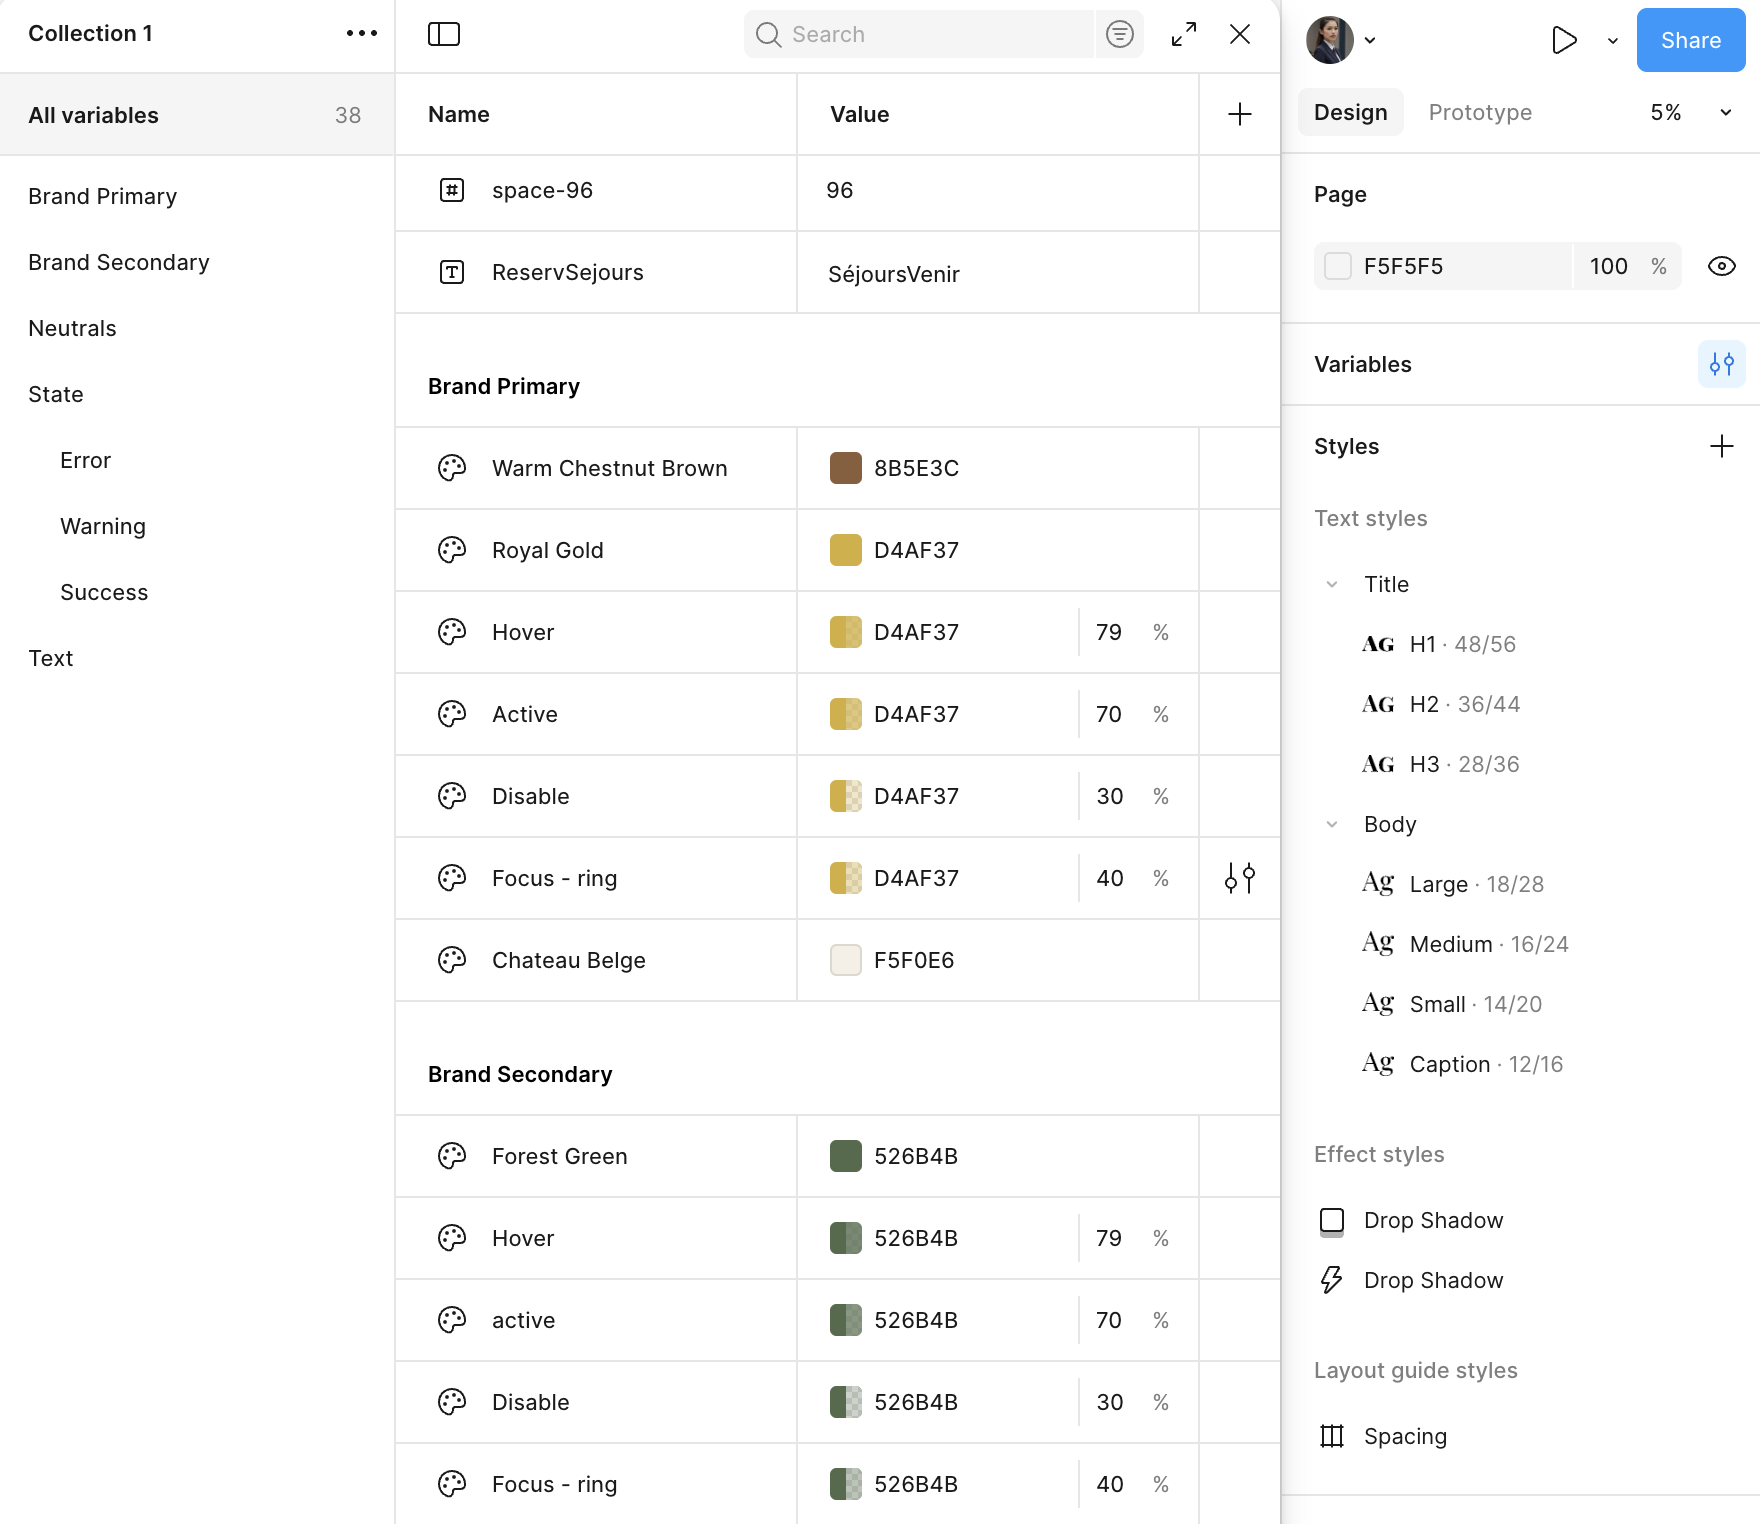 Collection 1
All variables 38
Brand Primary
Brand Secondary
Neutrals
State
Error
Warning
Success
Text
Search
Name Value
space-96 96
ReservSejours SéjoursVenir
Brand Primary
Warm Chestnut Brown 8B5E3C
Royal Gold D4AF37
Hover D4AF37 79 %
Active D4AF37 70 %
Disable D4AF37 30 %
Focus - ring D4AF37 40 %
Chateau Belge F5F0E6
Brand Secondary
Forest Green 526B4B
Hover 526B4B 79 %
active 526B4B 70 %
Disable 526B4B 30 %
Focus - ring 526B4B 40 %
Share
Design Prototype 5%
Page
F5F5F5 100 %
Variables
Styles
Text styles
Title
AG H1 · 48/56
AG H2 · 36/44
AG H3 · 28/36
Body
Ag Large · 18/28
Ag Medium · 16/24
Ag Small · 14/20
Ag Caption · 12/16
Effect styles
Drop Shadow
Drop Shadow
Layout guide styles
Spacing